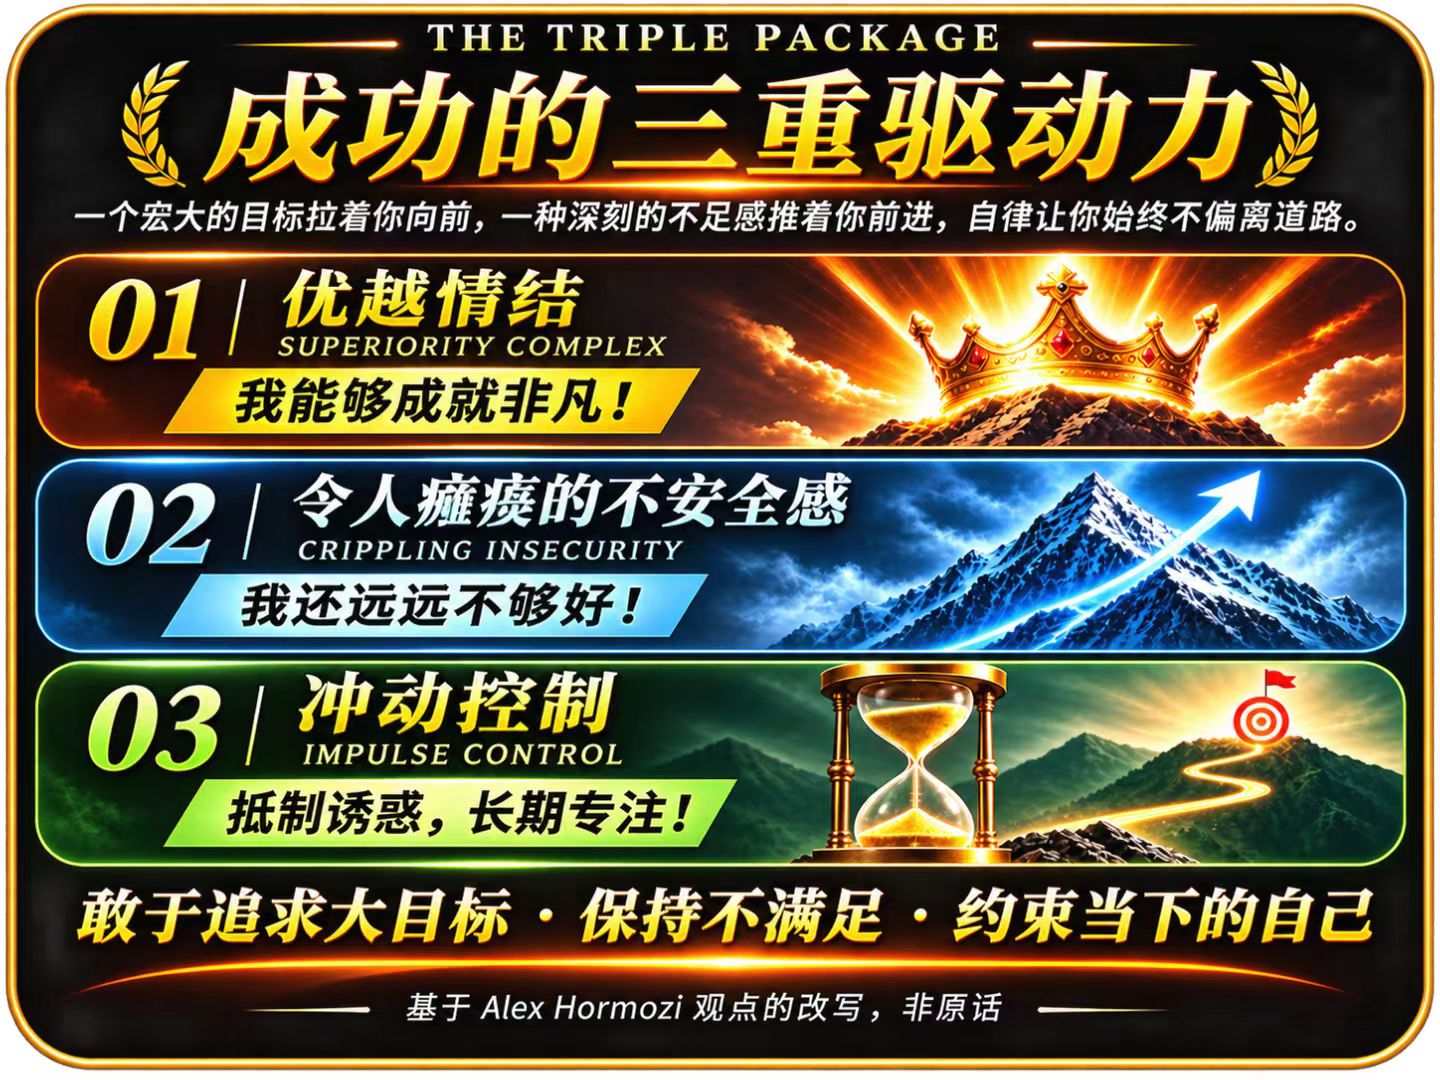 THE TRIPLE PACKAGE
成功的三重驱动力
一个宏大的目标拉着你向前，一种深刻的不足感推着你前进，自律让你始终不偏离道路。
01
优越情结
SUPERIORITY COMPLEX
我能够成就非凡！
02
令人瘫痪的不安全感
CRIPPLING INSECURITY
我还远远不够好！
03
冲动控制
IMPULSE CONTROL
抵制诱惑，长期专注！
敢于追求大目标 · 保持不满足 · 约束当下的自己
基于 Alex Hormozi 观点的改写，非原话